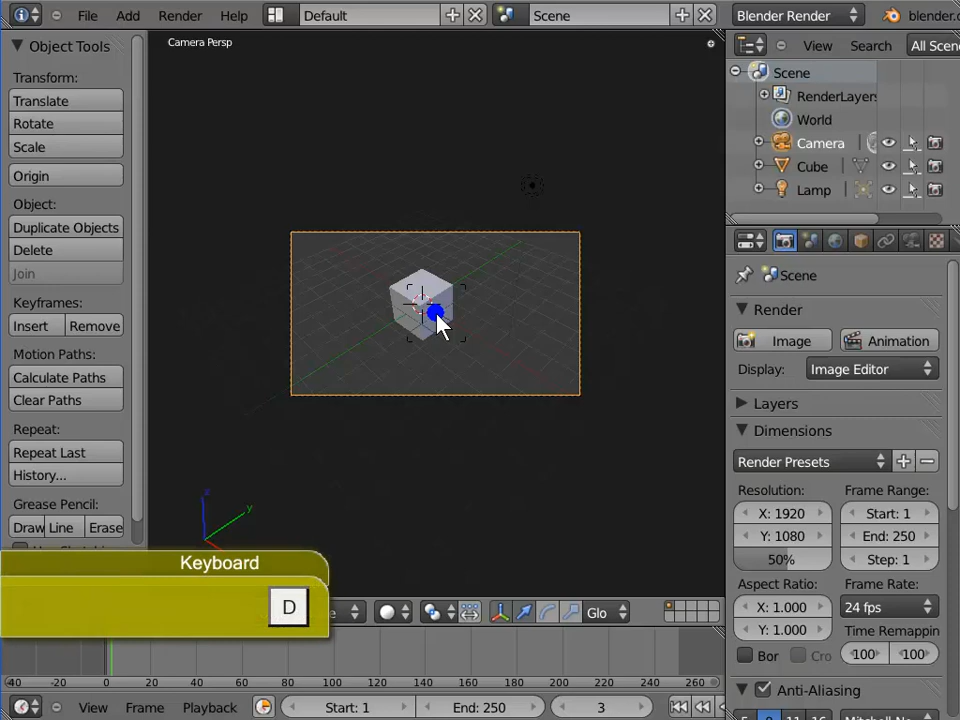 File Add Render Help Default Scene Blender Render
Camera Persp
Object Tools
Transform:
Translate
Rotate
Scale
Origin
Object:
Duplicate Objects
Delete
Join
Keyframes:
Insert Remove
Motion Paths:
Calculate Paths
Clear Paths
Repeat:
Repeat Last
History...
Grease Pencil:
Draw Line Erase
z
y
Keyboard
D
Glo
View Search
Scene
World
Camera
Cube
Lamp
Scene
Render
Image Animation
Display: Image Editor
Layers
Dimensions
Render Presets
Resolution: Frame Range:
X: 1920 Start: 1
Y: 1080 End: 250
50% Step: 1
Aspect Ratio: Frame Rate:
X: 1.000 24 fps
Y: 1.000 Time Remappin
Bor Cro 100 100
Anti-Aliasing
-40 -20 0 20 40 60 80 100 120 140 160 180 200 220 240 260
View Frame Playback Start: 1 End: 250 3